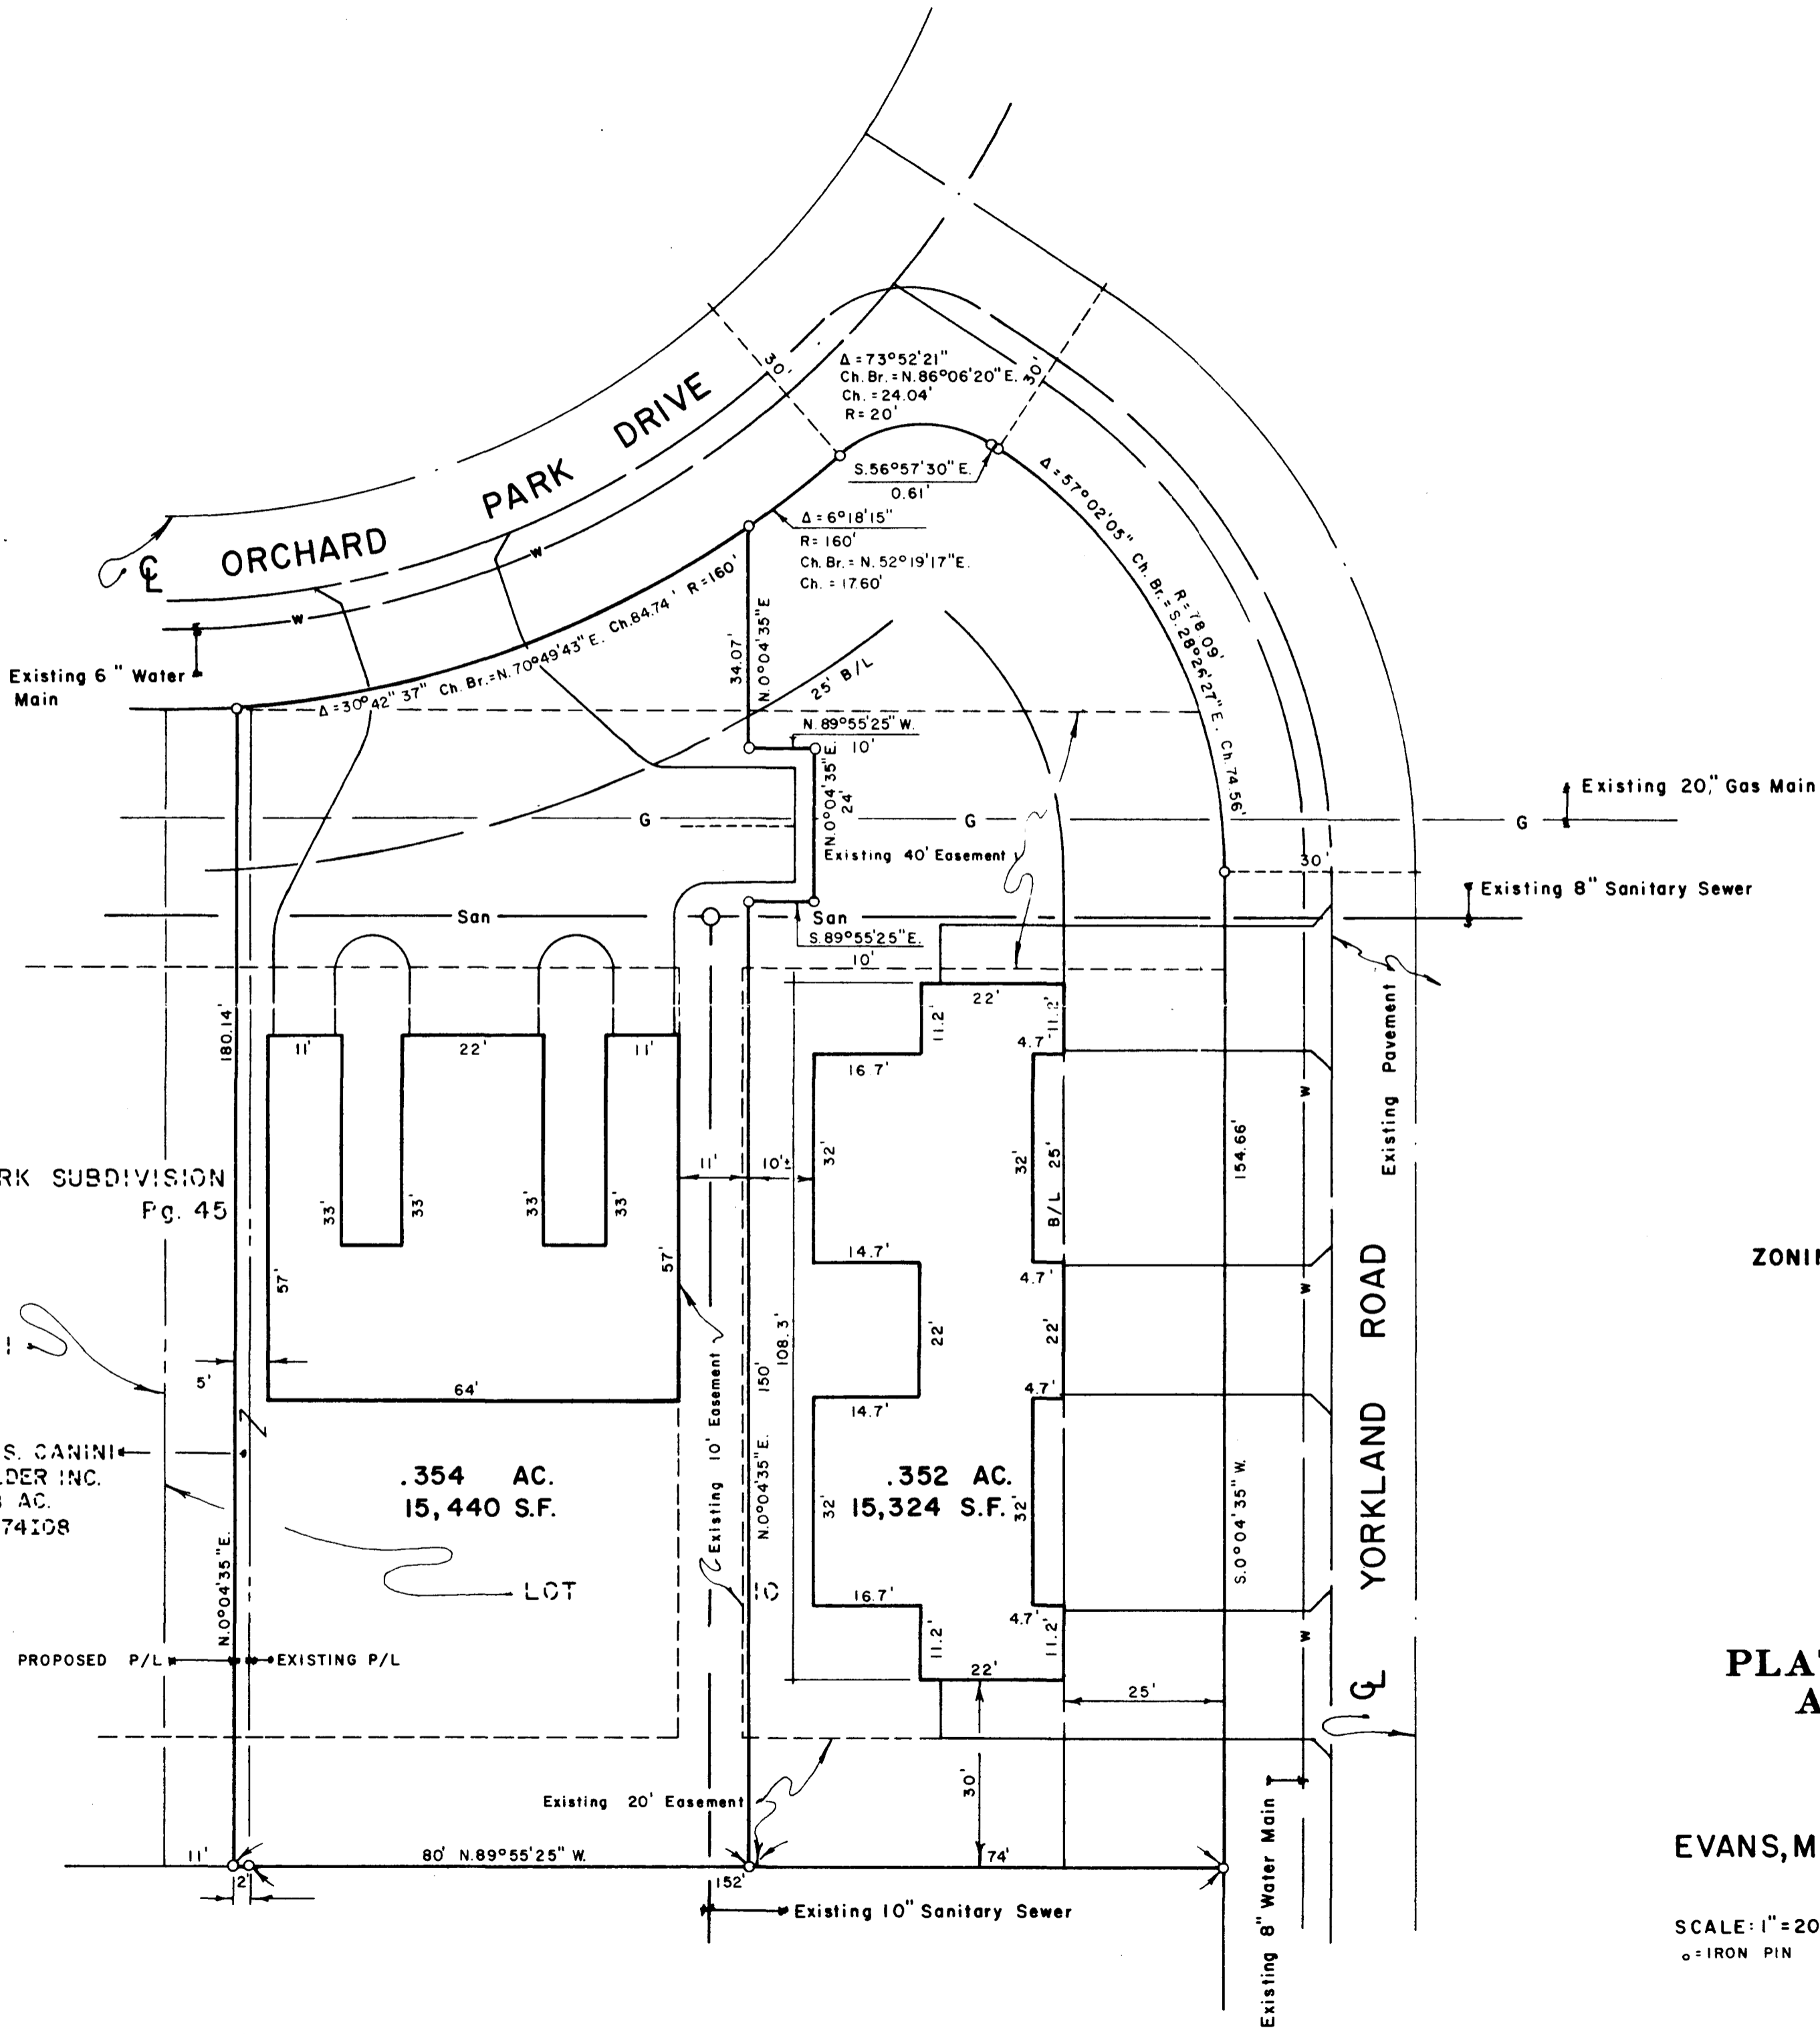 30'
Δ = 73°52'21"
Ch. Br. = N. 86°06'20" E.
Ch. = 24.04'
R = 20'
30'
ORCHARD PARK DRIVE
S. 56°57'30" E.
0.61'
Δ = 57°02'05" Ch. Br. = S. 28°26'27" E. Ch. 74.56'
R = 78.09'
Δ = 6°18'15"
R = 160'
Ch. Br. = N. 52°19'17" E.
Ch. = 17.60'
W
W
Existing 6" Water
Main
Δ = 30°42'37" Ch. Br. = N. 70°49'43" E. Ch. 84.74' R = 160'
34.07'
N. 0°04'35" E
25' B/L
N. 89°55'25" W.
10'
N. 0°04'35" E.
24'
G
G
G
Existing 20" Gas Main
Existing 40' Easement
30'
Existing 8" Sanitary Sewer
San
San
S. 89°55'25" E.
10'
180.14'
11'
22'
11'
22'
11.2'
11.2'
4.7'
16.7'
Existing Pavement
W
RK SUBDIVISION
Pg. 45
33'
33'
33'
33'
11'
10'±
32'
32'
B/L 25'
154.66'
57'
57'
14.7'
4.7'
W
ZONIN
YORKLAND ROAD
5'
64'
22'
22'
108.3'
150'
Existing 10' Easement
14.7'
4.7'
S. CANINI
LDER INC.
AC.
74108
.354 AC.
15,440 S.F.
N. 0°04'35" E.
.352 AC.
15,324 S.F.
32'
32'
S. 0°04'35" W.
N. 0°04'35" E.
LOT 10
16.7'
4.7'
11.2'
11.2'
W
PROPOSED P/L
EXISTING P/L
22'
25'
PLA
A
Existing 20' Easement
30'
Existing 8" Water Main
11'
80' N. 89°55'25" W.
74'
2'
152'
Existing 10" Sanitary Sewer
EVANS, M
SCALE: 1" = 20
o = IRON PIN